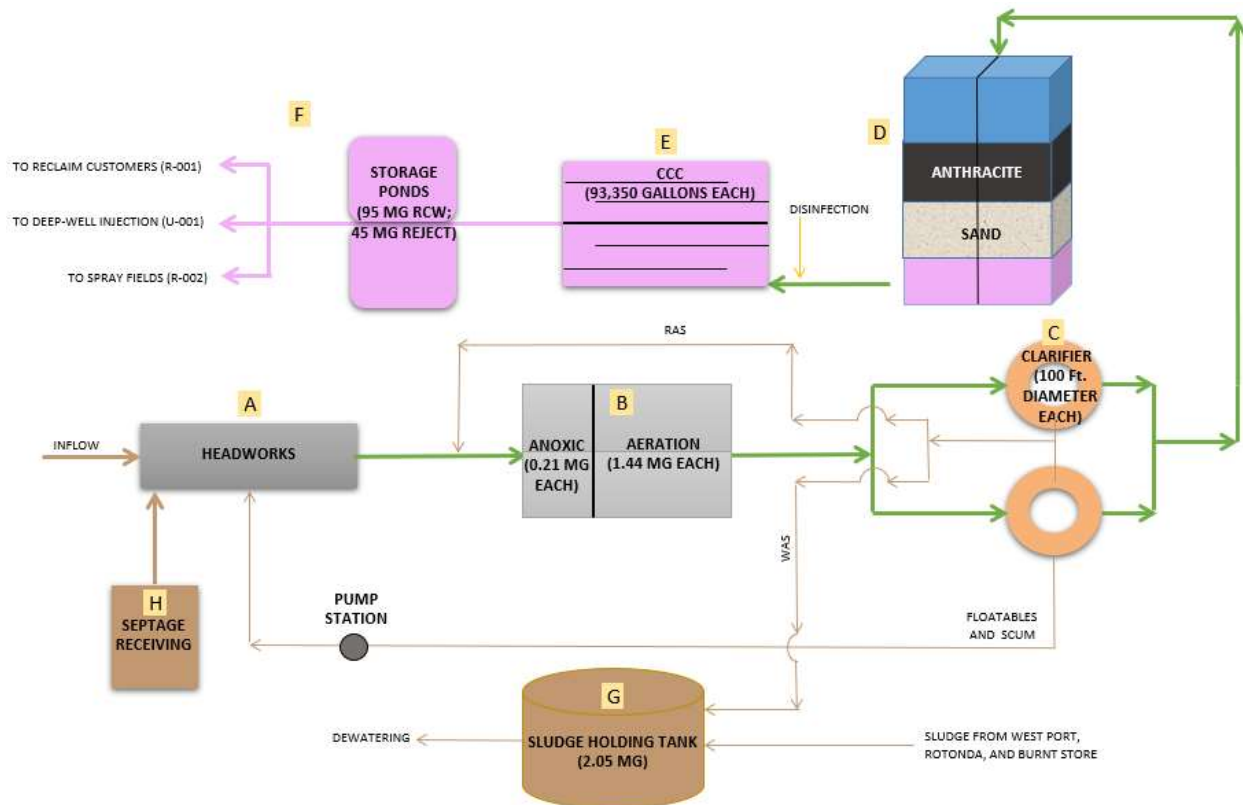 F
TO RECLAIM CUSTOMERS (R-001)
TO DEEP-WELL INJECTION (U-001)
TO SPRAY FIELDS (R-002)
STORAGE
PONDS
(95 MG RCW;
45 MG REJECT)
E
CCC
(93,350 GALLONS EACH)
DISINFECTION
D
ANTHRACITE
SAND
RAS
A
INFLOW
HEADWORKS
B
ANOXIC
(0.21 MG
EACH)
AERATION
(1.44 MG EACH)
C
CLARIFIER
(100 Ft.
DIAMETER
EACH)
WAS
H
SEPTAGE
RECEIVING
PUMP
STATION
FLOATABLES
AND SCUM
G
SLUDGE HOLDING TANK
(2.05 MG)
DEWATERING
SLUDGE FROM WEST PORT,
ROTONDA, AND BURNT STORE